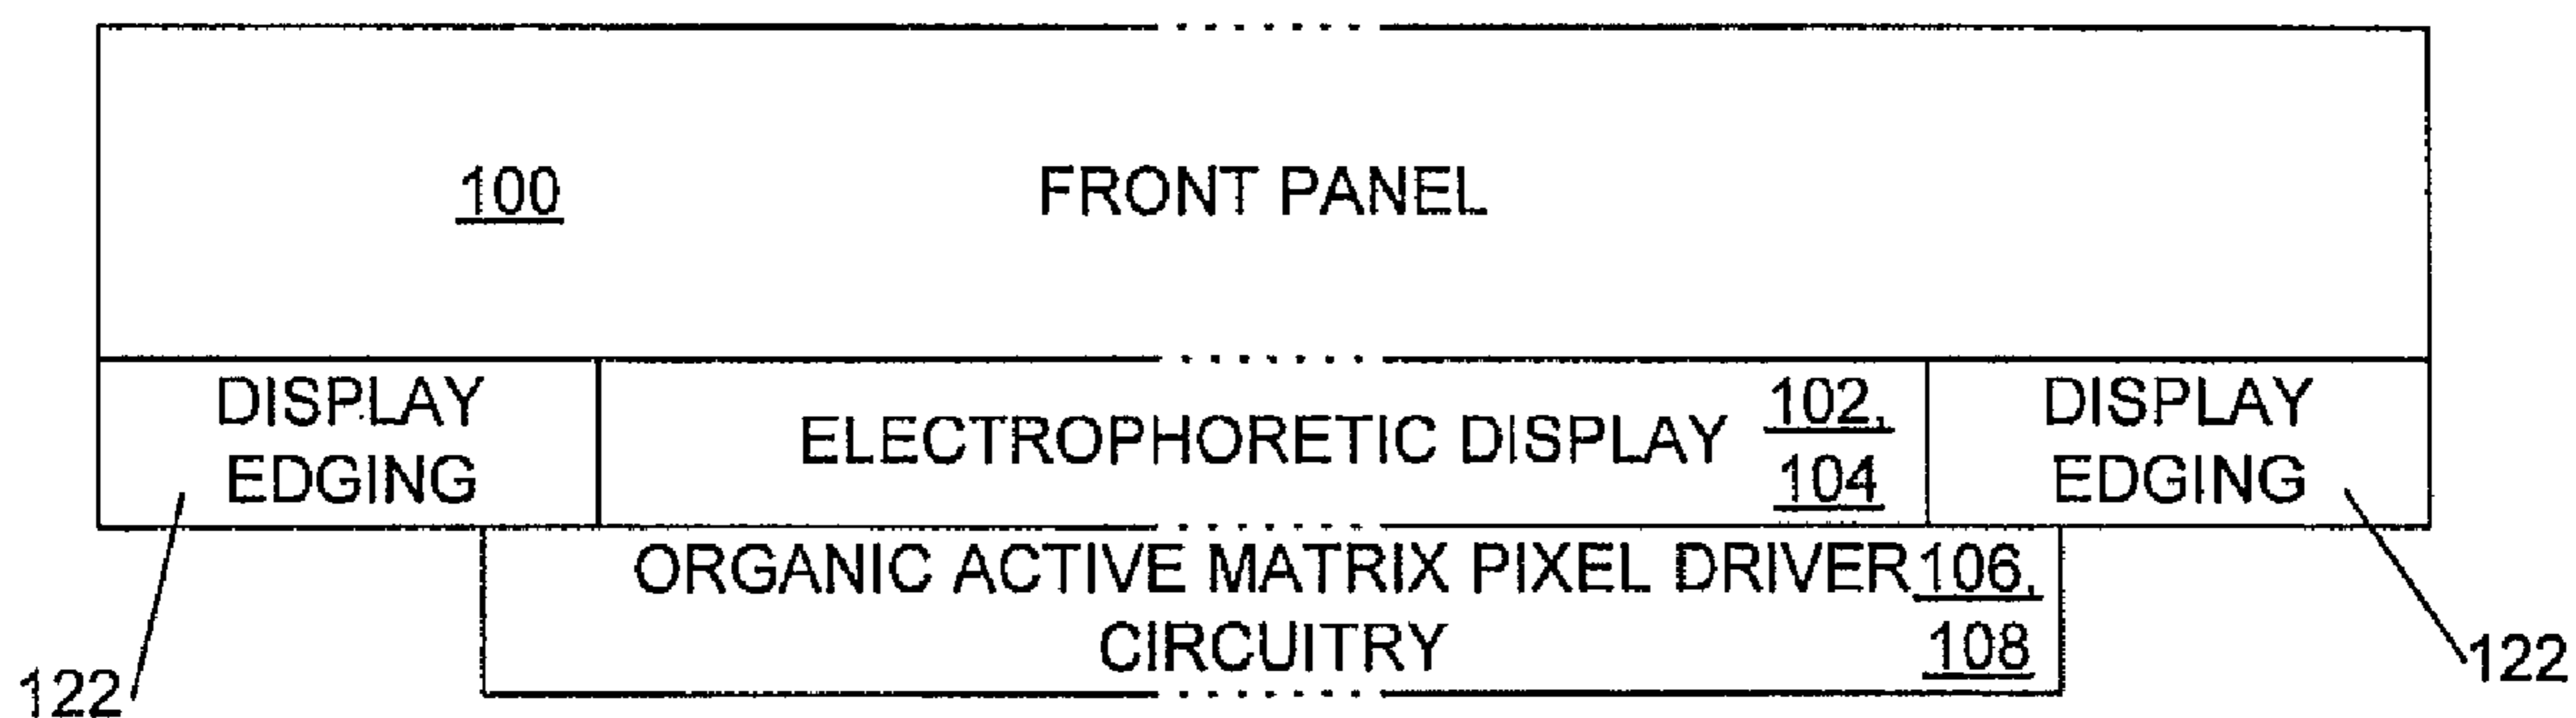 100 FRONT PANEL
DISPLAY
EDGING
ELECTROPHORETIC DISPLAY 102,
104
DISPLAY
EDGING
ORGANIC ACTIVE MATRIX PIXEL DRIVER 106,
CIRCUITRY 108
122
122